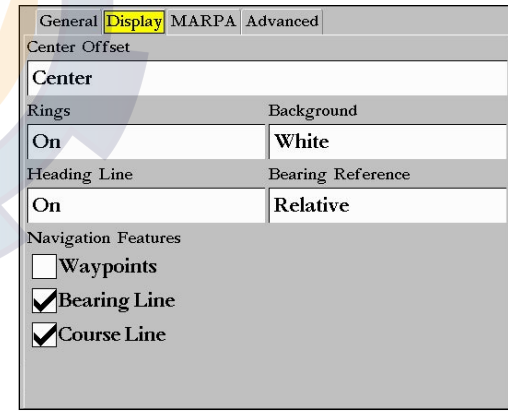 General Display MARPA Advanced
Center Offset
Center
Rings Background
On White
Heading Line Bearing Reference
On Relative
Navigation Features
Waypoints
Bearing Line
Course Line